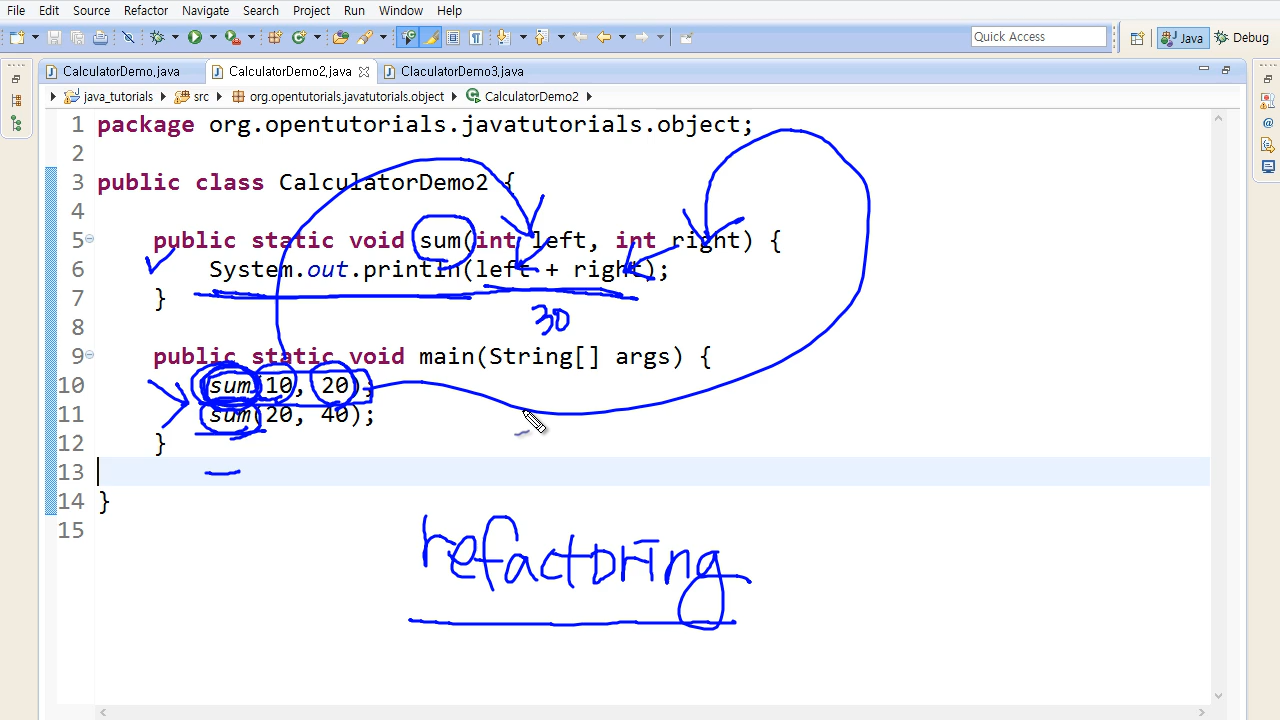 File Edit Source Refactor Navigate Search Project Run Window Help
Quick Access
Java
Debug
CalculatorDemo.java
CalculatorDemo2.java
ClaculatorDemo3.java
java_tutorials
src
org.opentutorials.javatutorials.object
CalculatorDemo2
1 package org.opentutorials.javatutorials.object;
2
3 public class CalculatorDemo2 {
4
5 public static void sum(int left, int right) {
6 System.out.println(left + right);
7 }
30
8
9 public static void main(String[] args) {
10 sum(10, 20);
11 sum(20, 40);
12 }
13
14 }
15
refactoring